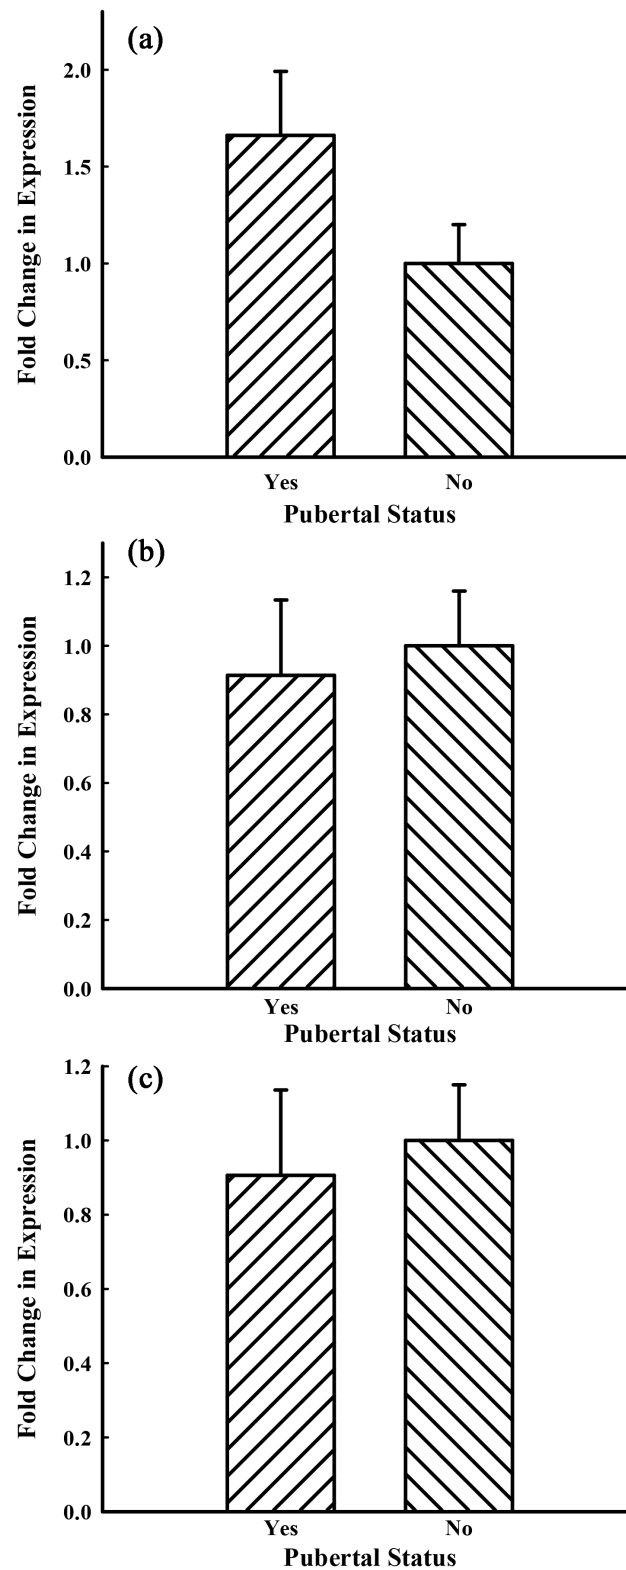 (a)
Fold Change in Expression
2.0
1.5
1.0
0.5
0.0
Yes No
Pubertal Status
(b)
Fold Change in Expression
1.2
1.0
0.8
0.6
0.4
0.2
0.0
Yes No
Pubertal Status
(c)
Fold Change in Expression
1.2
1.0
0.8
0.6
0.4
0.2
0.0
Yes No
Pubertal Status